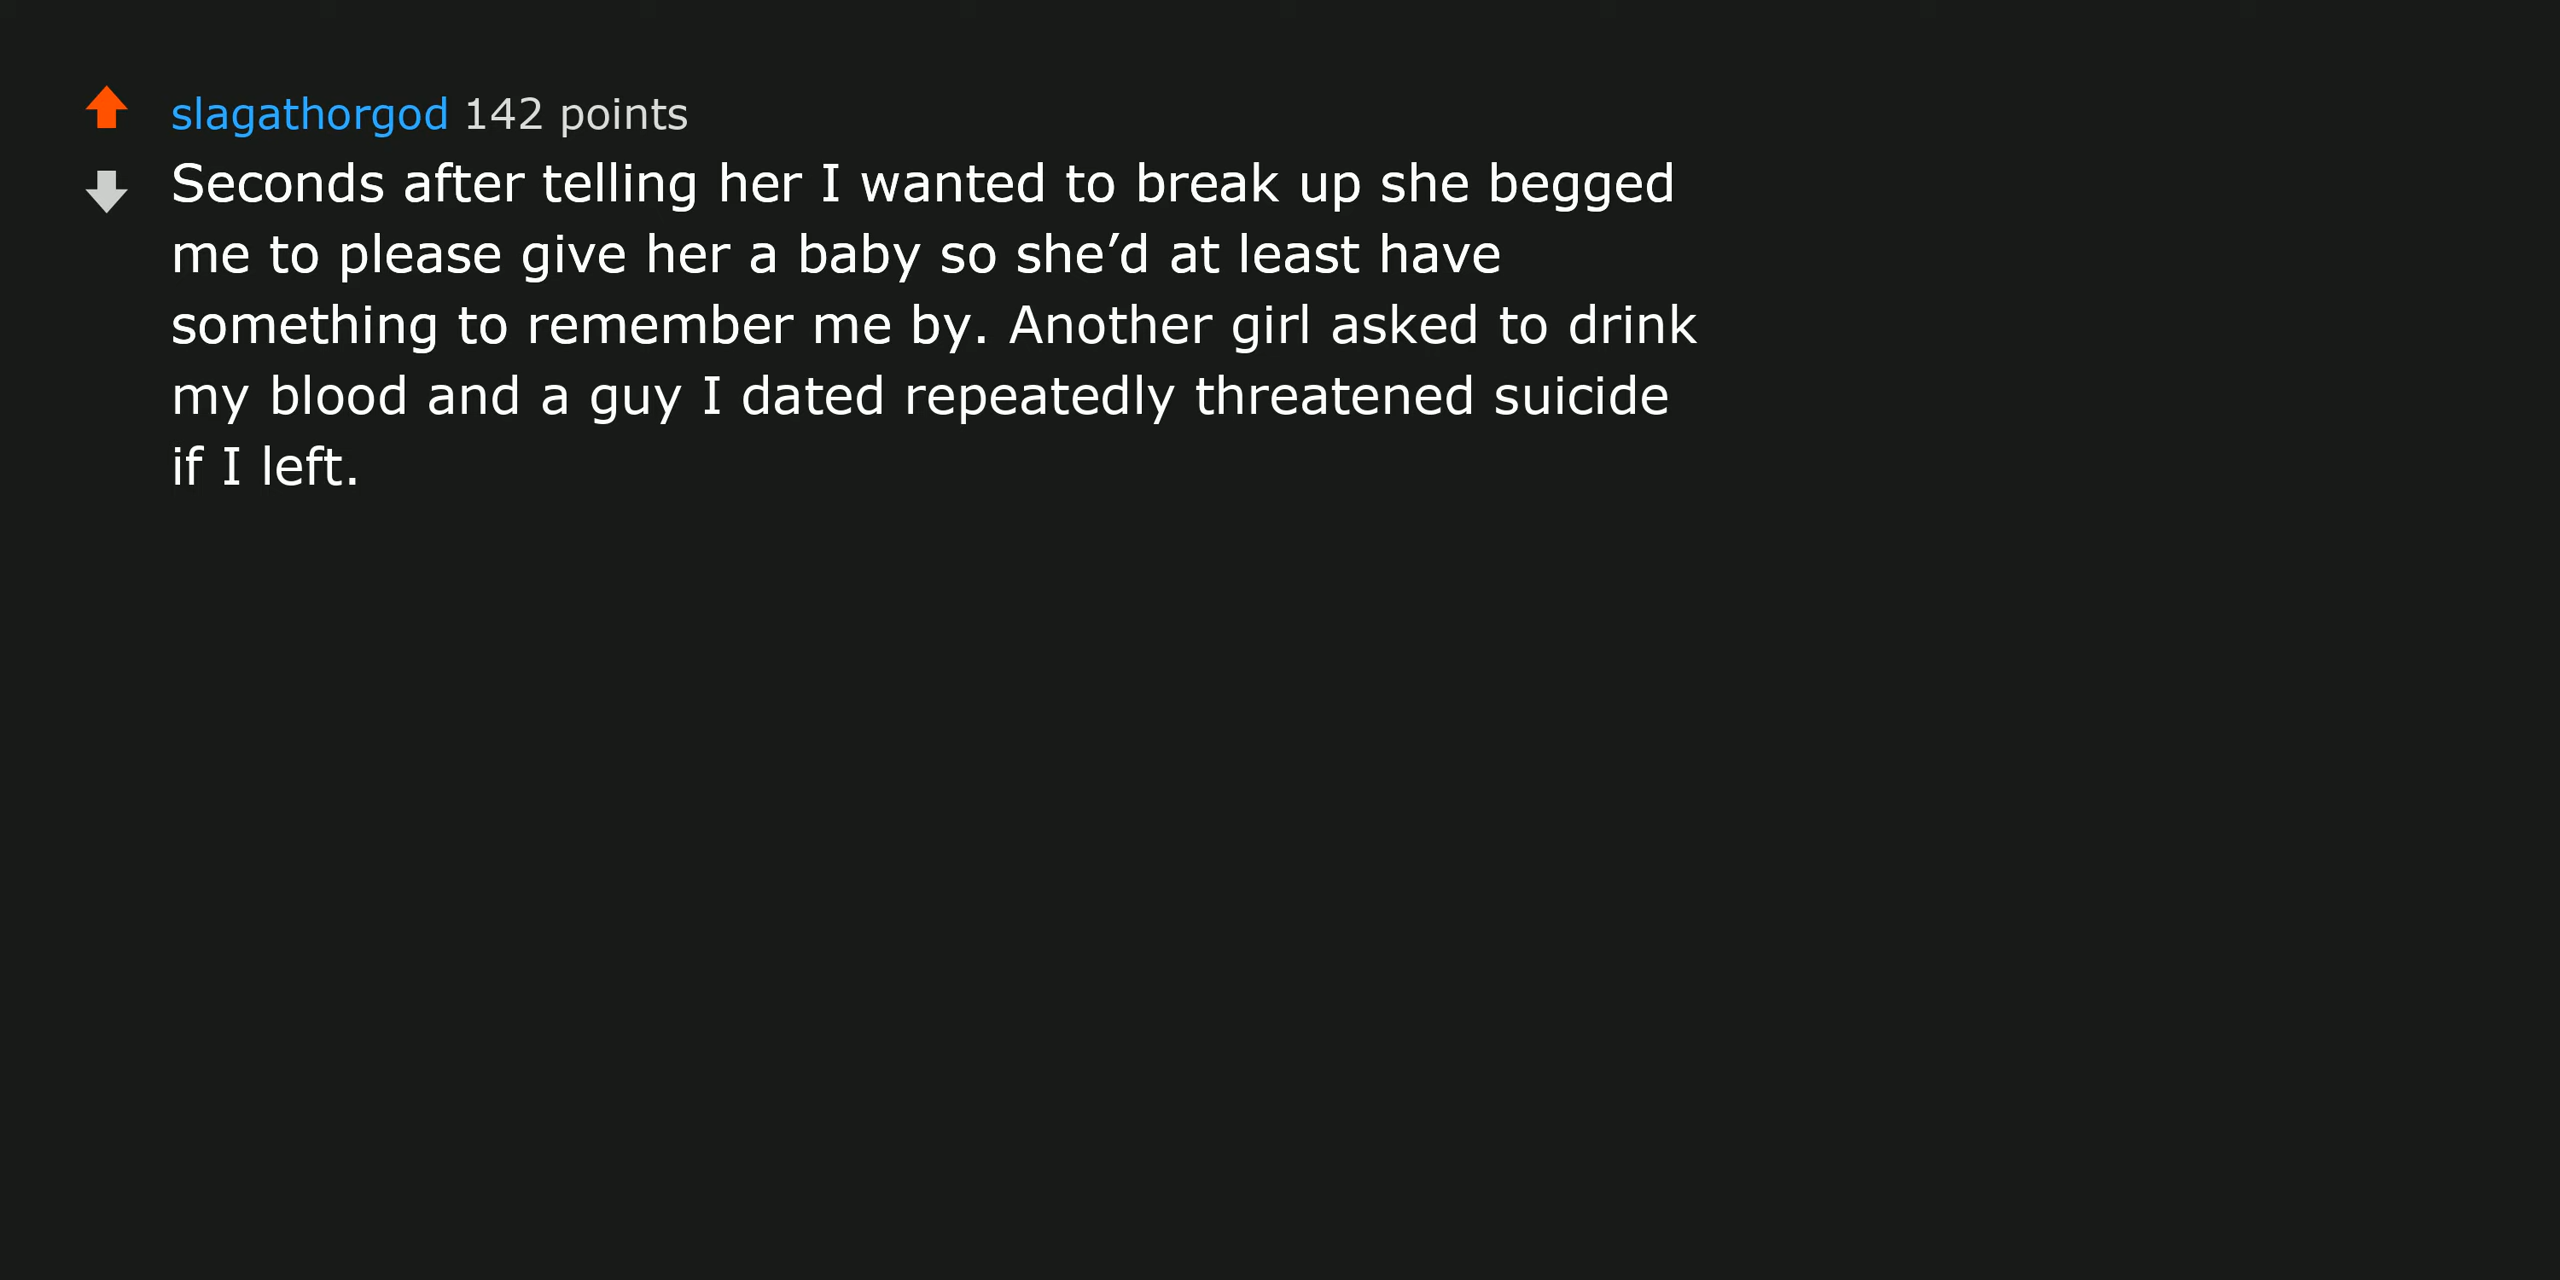 slagathorgod 142 points
Seconds after telling her I wanted to break up she begged
me to please give her a baby so she’d at least have
something to remember me by. Another girl asked to drink
my blood and a guy I dated repeatedly threatened suicide
if I left.